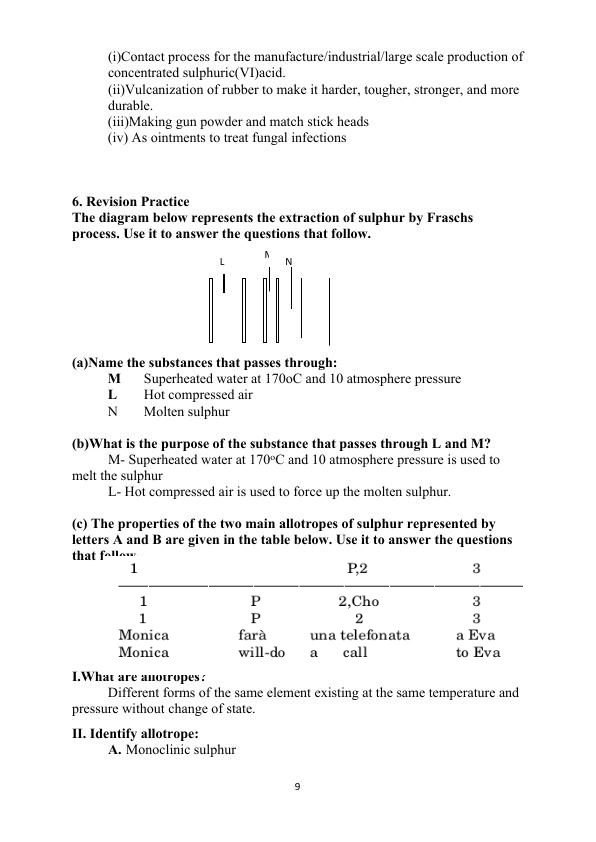 (i)Contact process for the manufacture/industrial/large scale production of
concentrated sulphuric(VI)acid.
(ii)Vulcanization of rubber to make it harder, tougher, stronger, and more
durable.
(iii)Making gun powder and match stick heads
(iv) As ointments to treat fungal infections
6. Revision Practice
The diagram below represents the extraction of sulphur by Fraschs
process. Use it to answer the questions that follow.
L M N
(a)Name the substances that passes through:
M Superheated water at 170oC and 10 atmosphere pressure
L Hot compressed air
N Molten sulphur
(b)What is the purpose of the substance that passes through L and M?
M- Superheated water at 170ºC and 10 atmosphere pressure is used to
melt the sulphur
L- Hot compressed air is used to force up the molten sulphur.
(c) The properties of the two main allotropes of sulphur represented by
letters A and B are given in the table below. Use it to answer the questions
that follow
1 P,2 3
1 P 2,Cho 3
1 P 2 3
Monica farà una telefonata a Eva
Monica will-do a call to Eva
I.What are allotropes?
Different forms of the same element existing at the same temperature and
pressure without change of state.
II. Identify allotrope:
A. Monoclinic sulphur
9